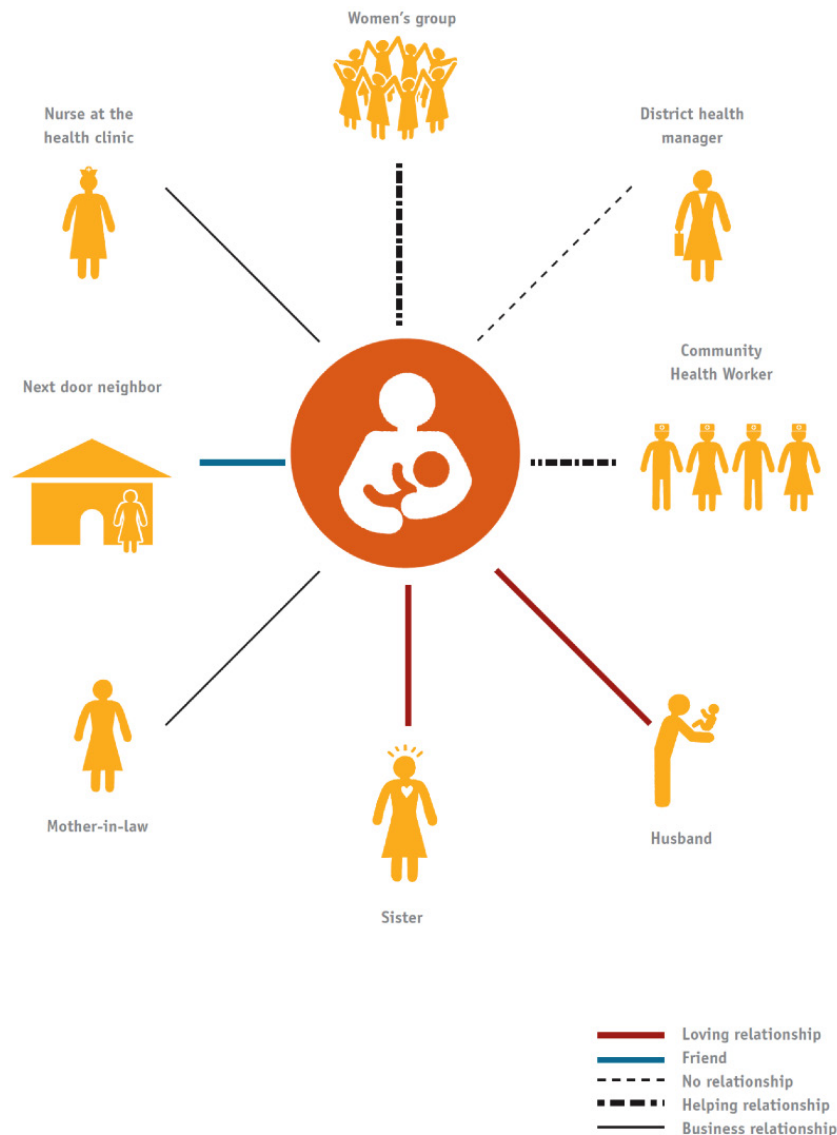 Women's group
Nurse at the
health clinic
District health
manager
Community
Health Worker
Next door neighbor
Mother-in-law
Husband
Sister
Loving relationship
Friend
No relationship
Helping relationship
Business relationship